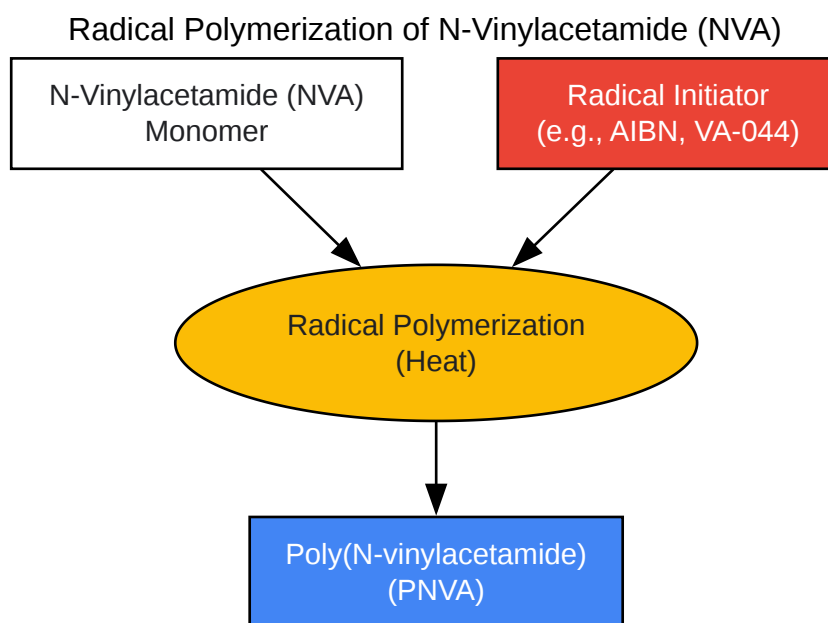 Radical Polymerization of N-Vinylacetamide (NVA)
N-Vinylacetamide (NVA)
Monomer
Radical Initiator
(e.g., AIBN, VA-044)
Radical Polymerization
(Heat)
Poly(N-vinylacetamide)
(PNVA)